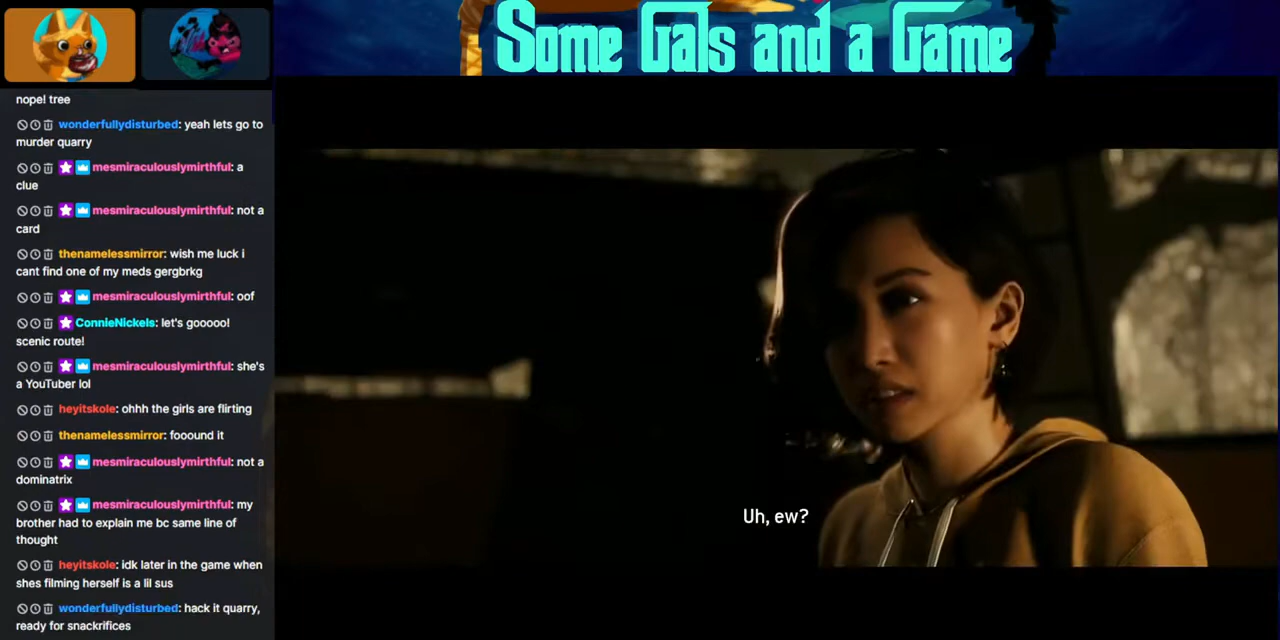 Some Gals and a Game
nope! tree
wonderfullydisturbed: yeah lets go to
murder quarry
mesmiraculouslymirthful: a
clue
mesmiraculouslymirthful: not a
card
thenamelessmirror: wish me luck i
cant find one of my meds gergbrkg
mesmiraculouslymirthful: oof
ConnieNickels: let's gooooo!
scenic route!
mesmiraculouslymirthful: she's
a YouTuber lol
heyitskole: ohhh the girls are flirting
thenamelessmirror: fooound it
mesmiraculouslymirthful: not a
dominatrix
mesmiraculouslymirthful: my
brother had to explain me bc same line of
thought
heyitskole: idk later in the game when
shes filming herself is a lil sus
wonderfullydisturbed: hack it quarry,
ready for snackrifices
Uh, ew?